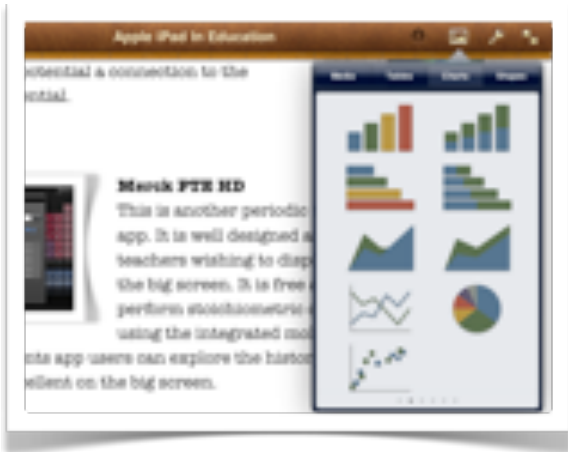 Apple iPad In Education
Media Tables Charts Shapes
potential a connection to the
ential.
Merck PTE HD
This is another periodic
app. It is well designed a
teachers wishing to disp
the big screen. It is free a
perform stoichiometric
using the integrated mol
nts app users can explore the histor
ellent on the big screen.